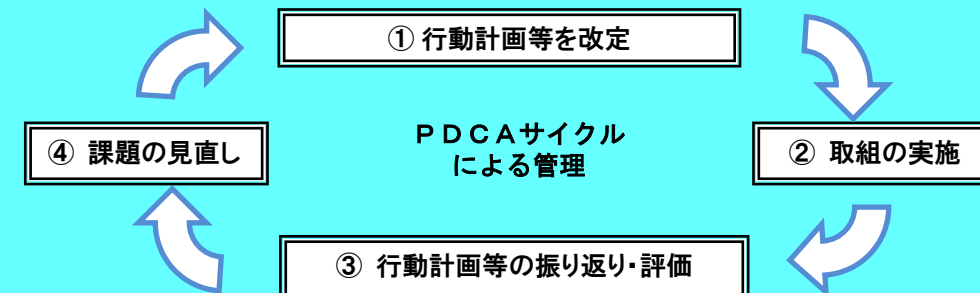 ① 行動計画等を改定
④ 課題の見直し
PDCAサイクル
による管理
② 取組の実施
③ 行動計画等の振り返り・評価